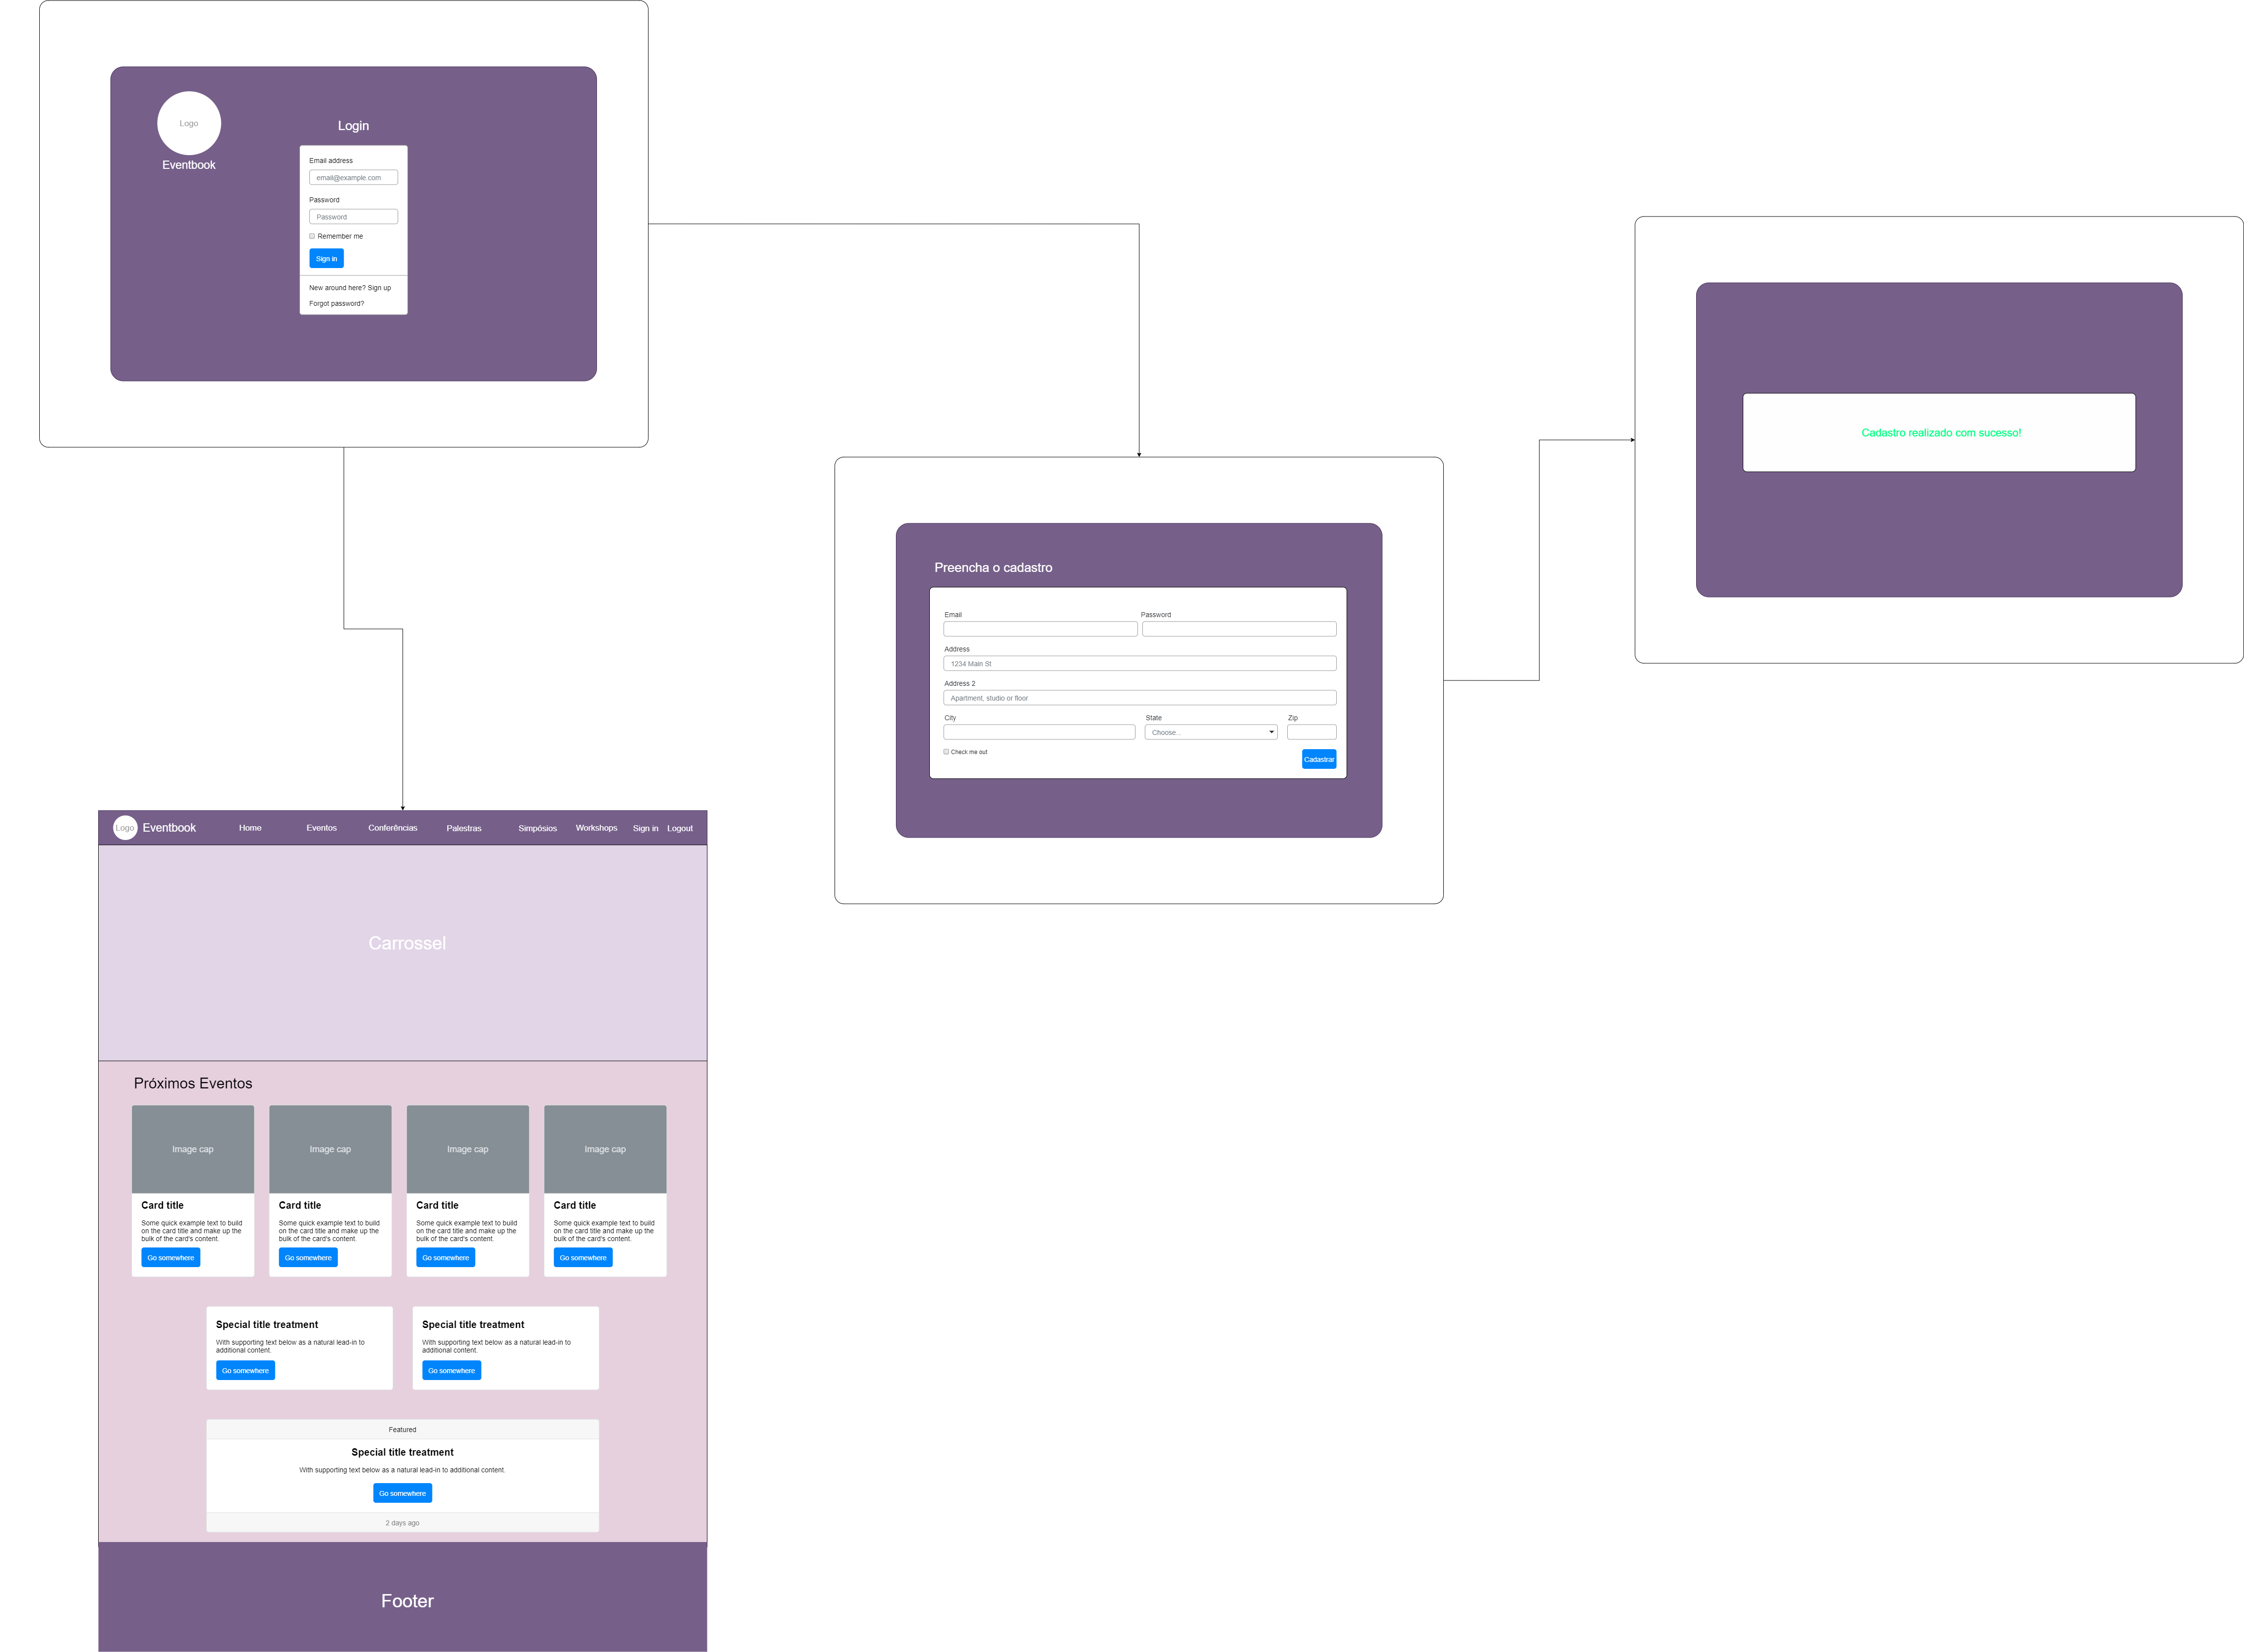 Logo
Eventbook
Login
Email address
email@example.com
Password
Password
Remember me
Sign in
New around here? Sign up
Forgot password?
Cadastro realizado com sucesso!
Preencha o cadastro
Email Password
Address
1234 Main St
Address 2
Apartment, studio or floor
City State Zip
Choose...
Check me out
Cadastrar
Logo Eventbook Home Eventos Conferências Palestras Simpósios Workshops Sign in Logout
Carrossel
Próximos Eventos
Image cap
Card title
Some quick example text to build
on the card title and make up the
bulk of the card's content.
Go somewhere
Image cap
Card title
Some quick example text to build
on the card title and make up the
bulk of the card's content.
Go somewhere
Image cap
Card title
Some quick example text to build
on the card title and make up the
bulk of the card's content.
Go somewhere
Image cap
Card title
Some quick example text to build
on the card title and make up the
bulk of the card's content.
Go somewhere
Special title treatment
With supporting text below as a natural lead-in to
additional content.
Go somewhere
Special title treatment
With supporting text below as a natural lead-in to
additional content.
Go somewhere
Featured
Special title treatment
With supporting text below as a natural lead-in to additional content.
Go somewhere
2 days ago
Footer